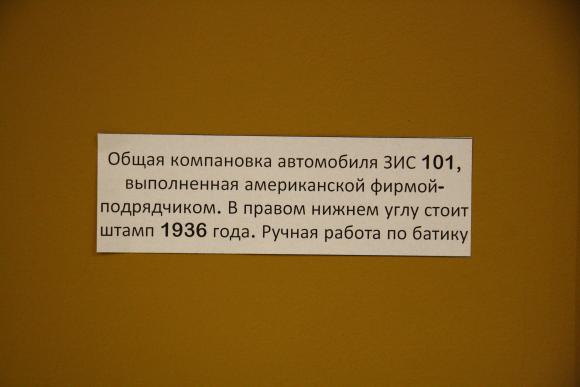 Общая компановка автомобиля ЗИС 101,
выполненная американской фирмой-
подрядчиком. В правом нижнем углу стоит
штамп 1936 года. Ручная работа по батику